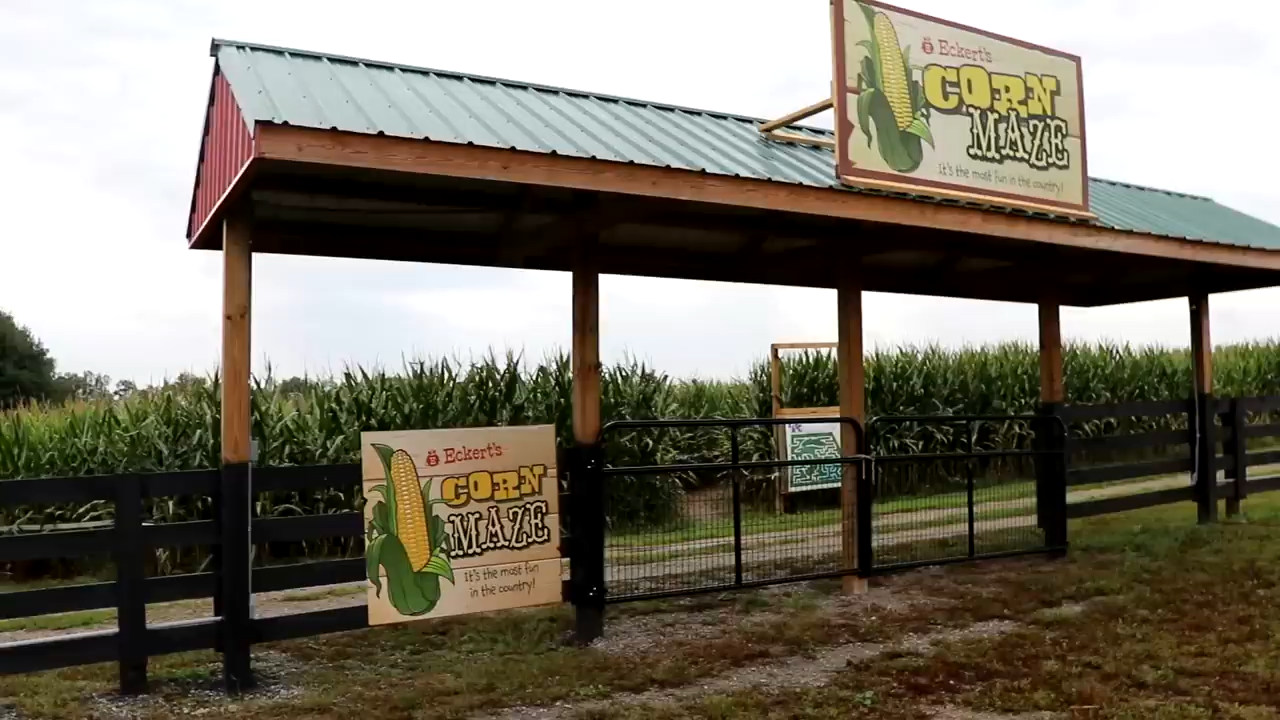 Eckert's
CORN
MAZE
It's the most fun in the country!
Eckert's
CORN
MAZE
It's the most fun
in the country!
UK